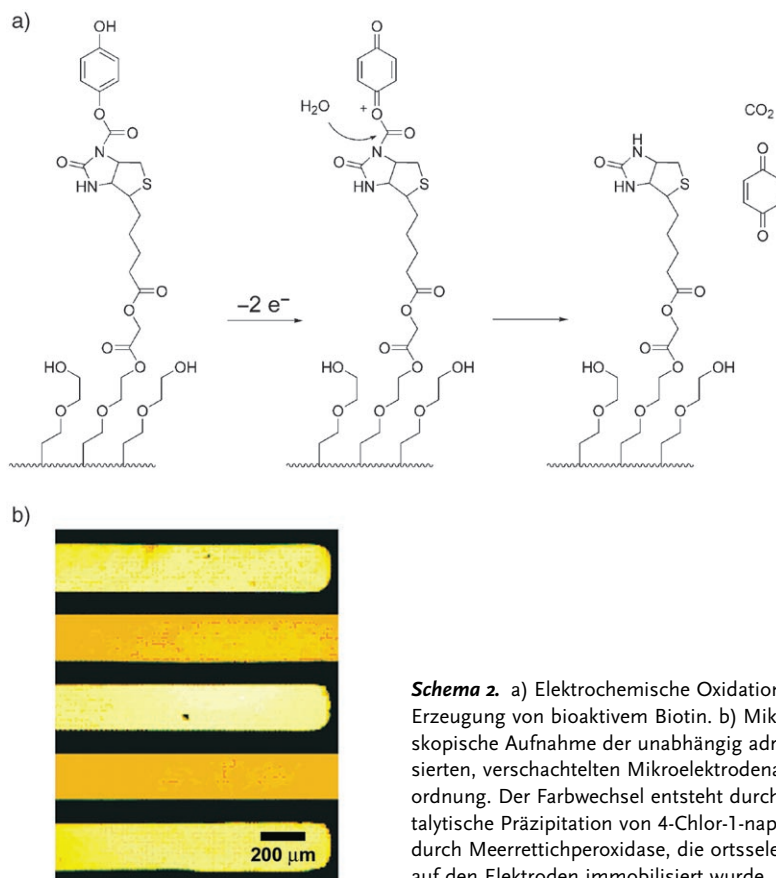 a)
OH
O
O
O
N
O
HN
S
O
O
O
O
HO
OH
O
O
O
–2 e⁻
O
H₂O
+
O
O
N
O
HN
S
O
O
O
O
HO
OH
O
O
O
CO₂
O
O
H
N
O
HN
S
O
O
O
O
HO
OH
O
O
O
b)
200 µm
Schema 2. a) Elektrochemische Oxidation
Erzeugung von bioaktivem Biotin. b) Mik
skopische Aufnahme der unabhängig adr
sierten, verschachtelten Mikroelektrodena
ordnung. Der Farbwechsel entsteht durch
talytische Präzipitation von 4-Chlor-1-nap
durch Meerrettichperoxidase, die ortssele
auf den Elektroden immobilisiert wurde.